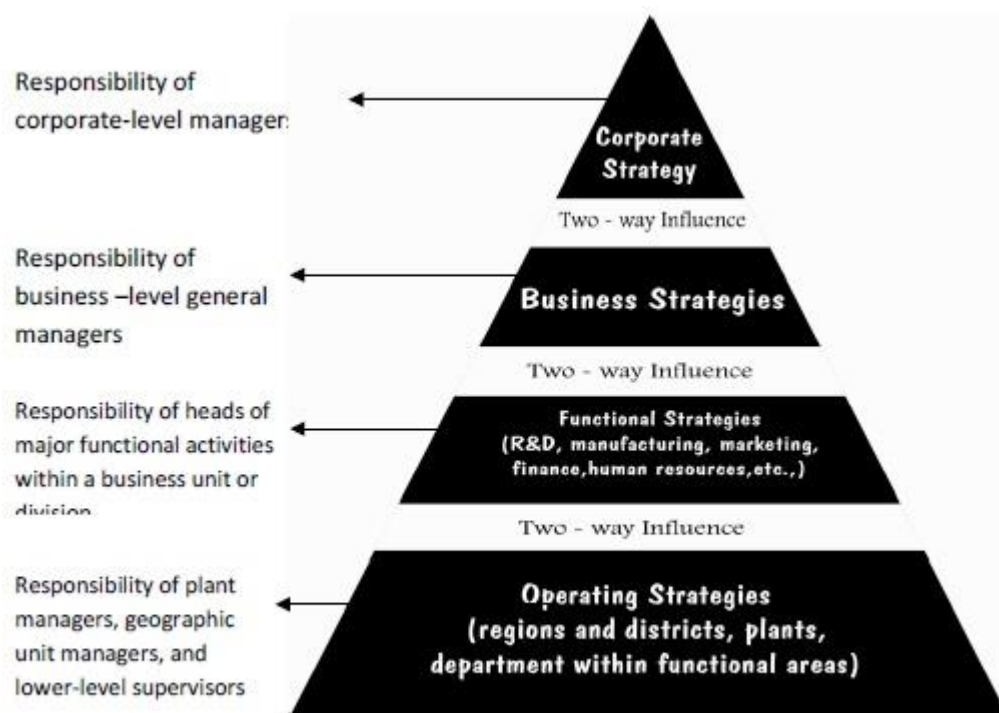 Responsibility of
corporate-level manager
Corporate
Strategy
Two - way Influence
Responsibility of
business –level general
managers
Business Strategies
Two - way Influence
Responsibility of heads of
major functional activities
within a business unit or
division
Functional Strategies
(R&D, manufacturing, marketing,
finance,human resources,etc.,)
Two - way Influence
Responsibility of plant
managers, geographic
unit managers, and
lower-level supervisors
Operating Strategies
(regions and districts, plants,
department within functional areas)